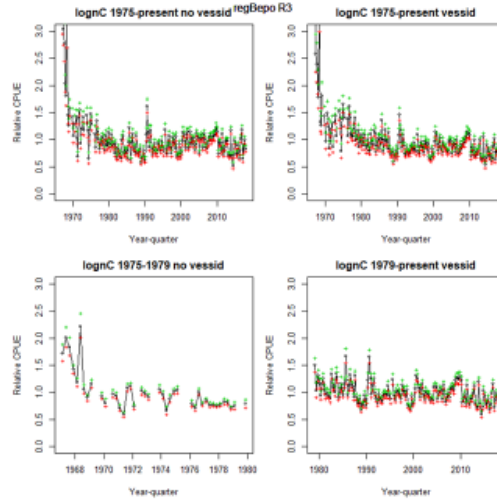 regBepo R3
lognC 1975-present no vessid
lognC 1975-present vessid
Relative CPUE
0.0 0.5 1.0 1.5 2.0 2.5 3.0
1970 1980 1990 2000 2010
Year-quarter
Relative CPUE
0.0 0.5 1.0 1.5 2.0 2.5 3.0
1970 1980 1990 2000 2010
Year-quarter
lognC 1975-1979 no vessid
lognC 1979-present vessid
Relative CPUE
0.0 0.5 1.0 1.5 2.0 2.5 3.0
1968 1970 1972 1974 1976 1978 1980
Year-quarter
Relative CPUE
0.0 0.5 1.0 1.5 2.0 2.5 3.0
1980 1990 2000 2010
Year-quarter